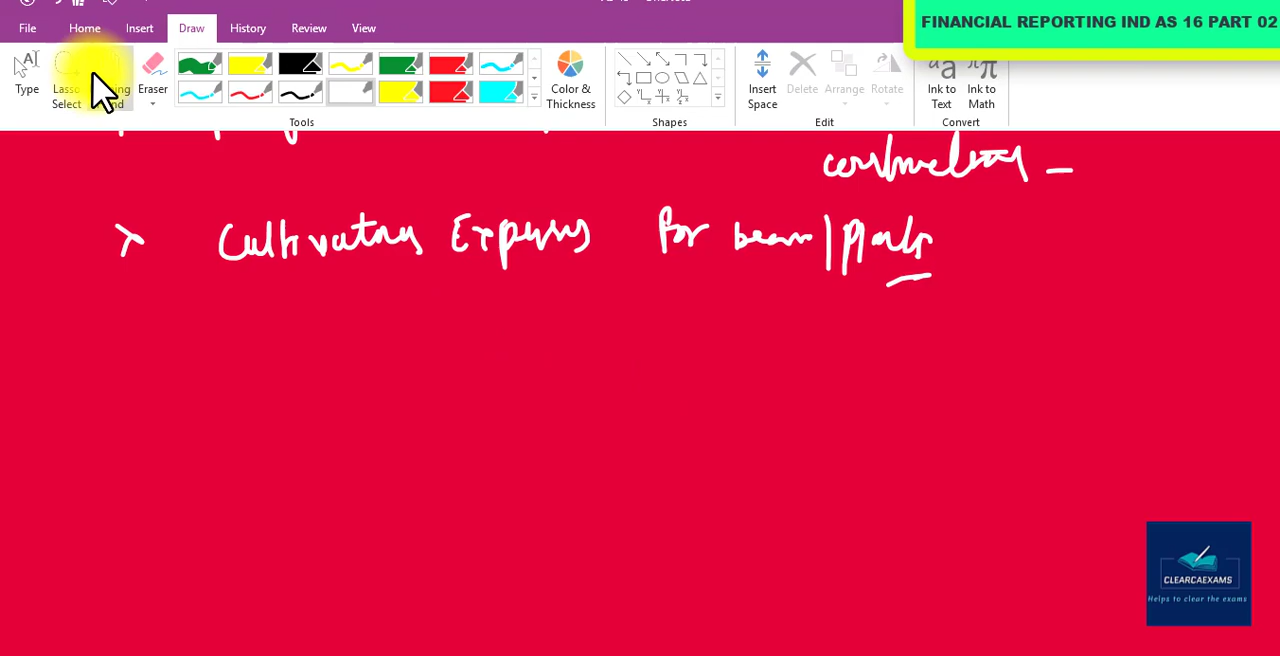 File Home Insert Draw History Review View
FINANCIAL REPORTING IND AS 16 PART 02
Type Lasso Select Eraser Color & Thickness Insert Space Delete Arrange Rotate Ink to Text Ink to Math
Tools Shapes Edit Convert
Cultivation Expenses for bearer plants
CLEARCAEXAMS
Helps to clear the exams